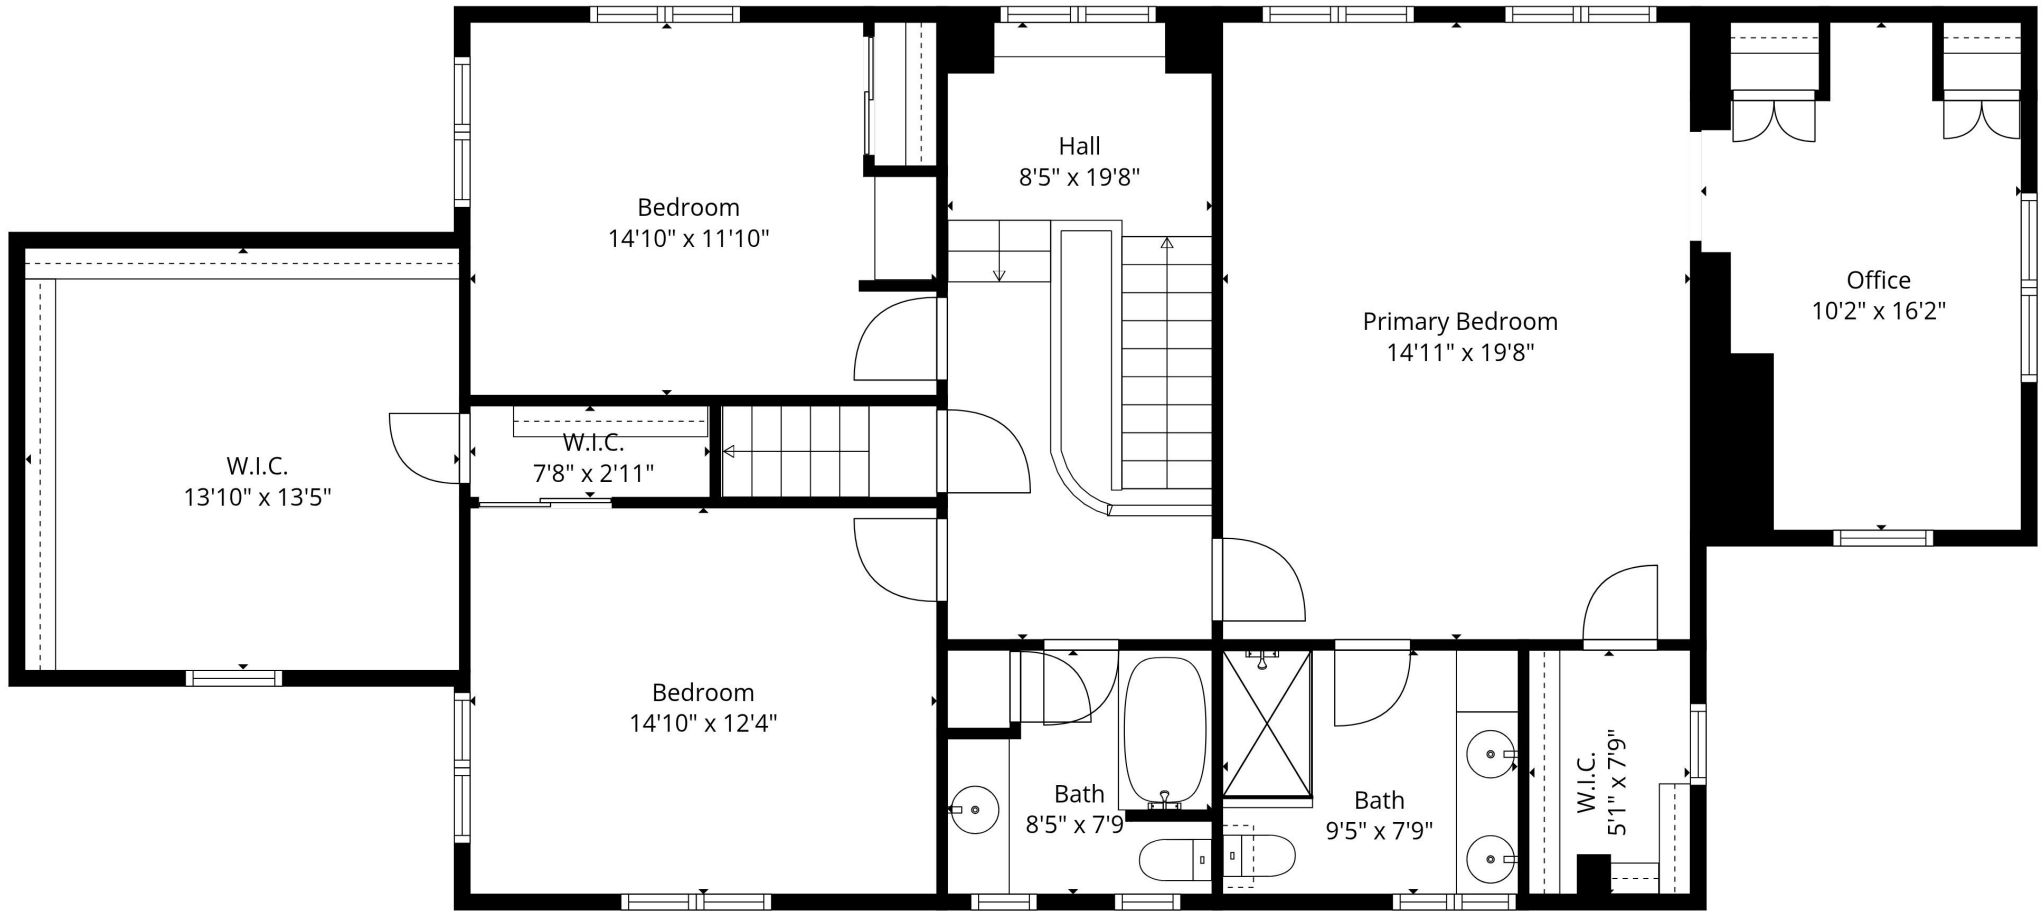 Hall
8'5" x 19'8"
Bedroom
14'10" x 11'10"
Office
10'2" x 16'2"
Primary Bedroom
14'11" x 19'8"
W.I.C.
7'8" x 2'11"
W.I.C.
13'10" x 13'5"
Bedroom
14'10" x 12'4"
Bath
8'5" x 7'9
Bath
9'5" x 7'9"
W.I.C.
5'1" x 7'9"